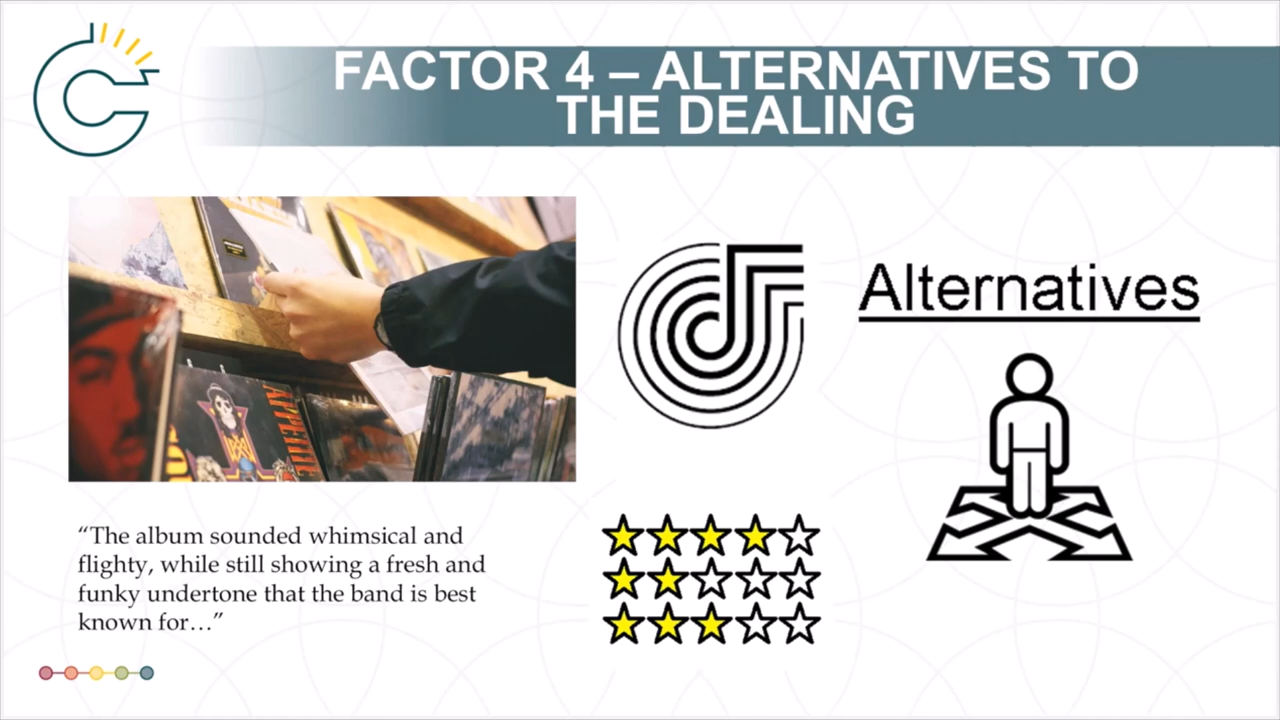 FACTOR 4 – ALTERNATIVES TO
THE DEALING
Alternatives
APPETITE
“The album sounded whimsical and
flighty, while still showing a fresh and
funky undertone that the band is best
known for…”